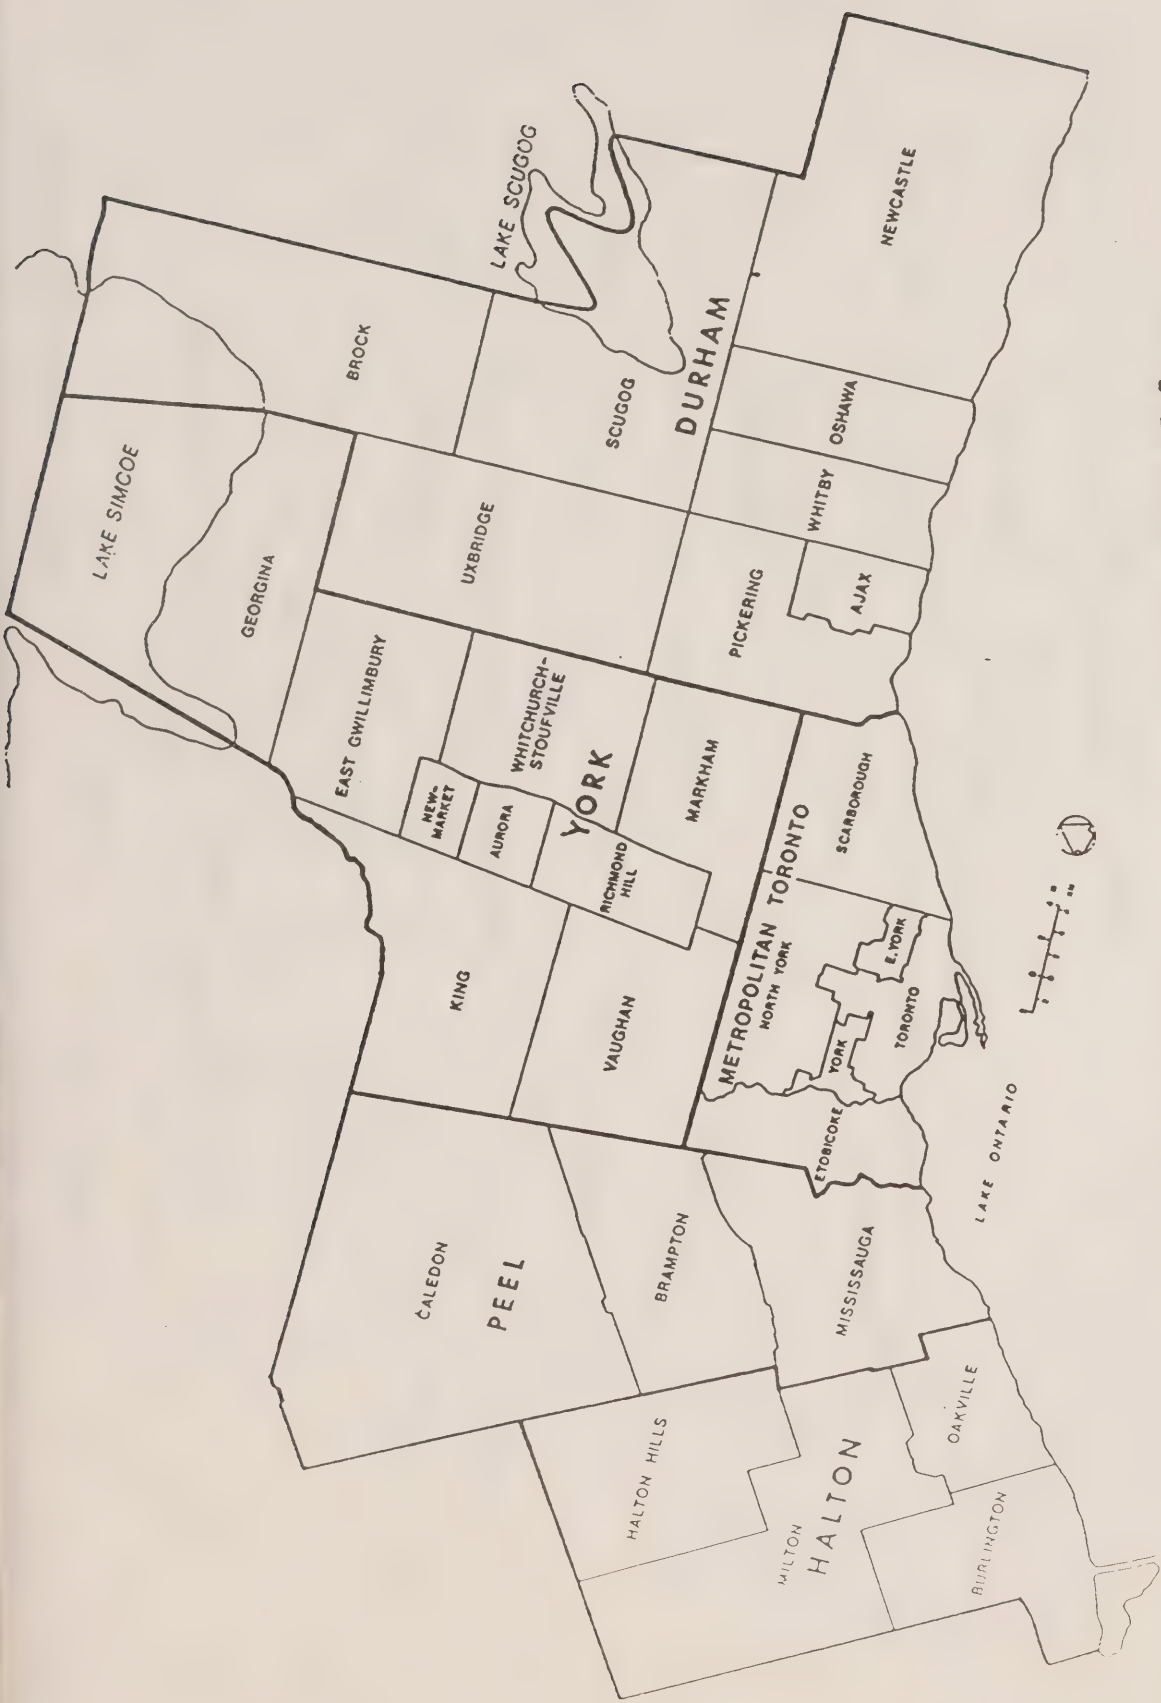 LAKE SIMCOE
LAKE SCUGOG
BROCK
GEORGINA
SCUGOG
UXBRIDGE
DURHAM
NEWCASTLE
OSHAWA
WHITBY
AJAX
PICKERING
EAST GWILLIMBURY
WHITCHURCH-
STOUFVILLE
NEW-
MARKET
AURORA
YORK
RICHMOND
HILL
MARKHAM
KING
VAUGHAN
METROPOLITAN TORONTO
NORTH YORK
SCARBOROUGH
E.YORK
YORK
TORONTO
ETOBICOKE
CALEDON
PEEL
BRAMPTON
MISSISSAUGA
HALTON HILLS
MILTON
HALTON
OAKVILLE
BURLINGTON
LAKE ONTARIO